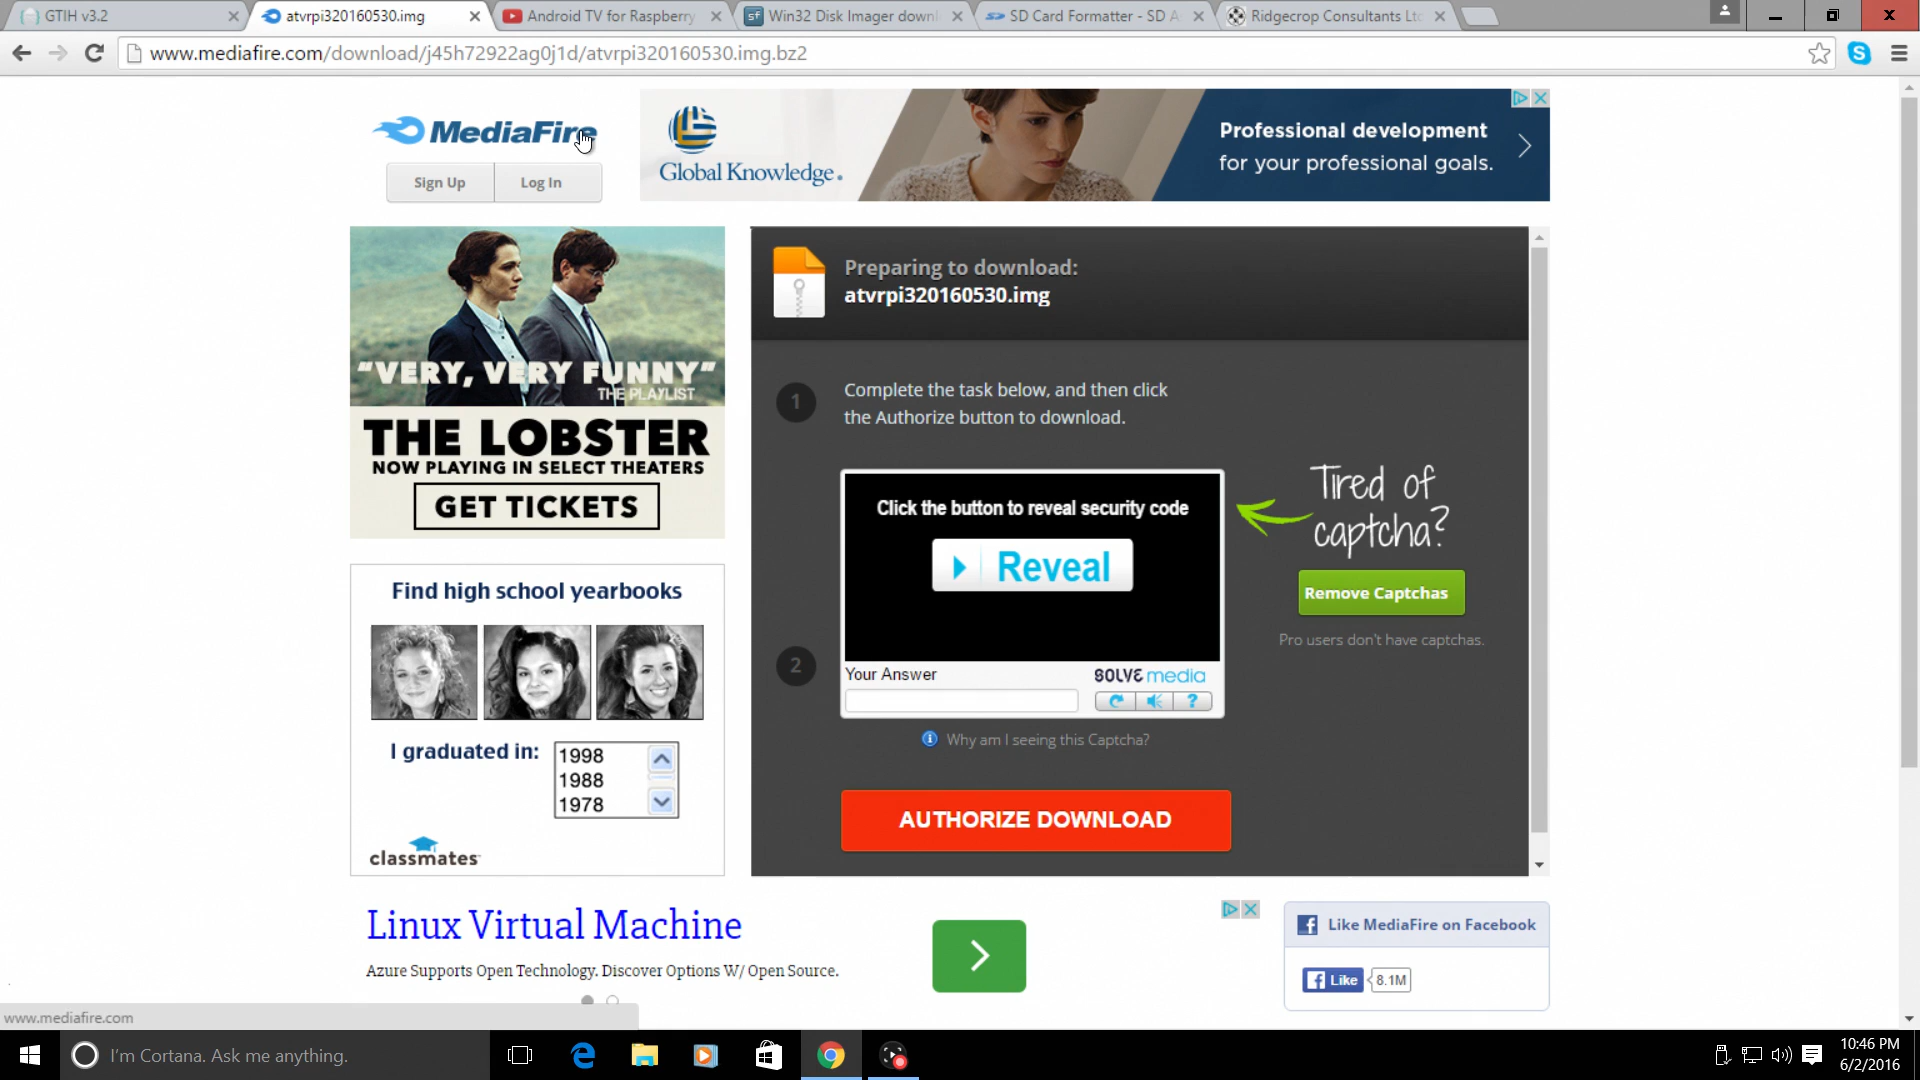 GTIH v3.2
atvrpi320160530.img
Android TV for Raspberry
Win32 Disk Imager downl
SD Card Formatter - SD A
Ridgecrop Consultants Ltd
www.mediafire.com/download/j45h72922ag0j1d/atvrpi320160530.img.bz2
MediaFire
Sign Up
Log In
Global Knowledge.
Professional development
for your professional goals.
"VERY, VERY FUNNY"
THE PLAYLIST
THE LOBSTER
NOW PLAYING IN SELECT THEATERS
GET TICKETS
Preparing to download:
atvrpi320160530.img
1
Complete the task below, and then click
the Authorize button to download.
Click the button to reveal security code
Reveal
2
Your Answer
SOLVE media
?
Why am I seeing this Captcha?
Tired of
captcha?
Remove Captchas
Pro users don't have captchas.
AUTHORIZE DOWNLOAD
Find high school yearbooks
I graduated in:
1998
1988
1978
classmates
Linux Virtual Machine
Azure Supports Open Technology. Discover Options W/ Open Source.
Like MediaFire on Facebook
Like
8.1M
www.mediafire.com
I'm Cortana. Ask me anything.
10:46 PM
6/2/2016